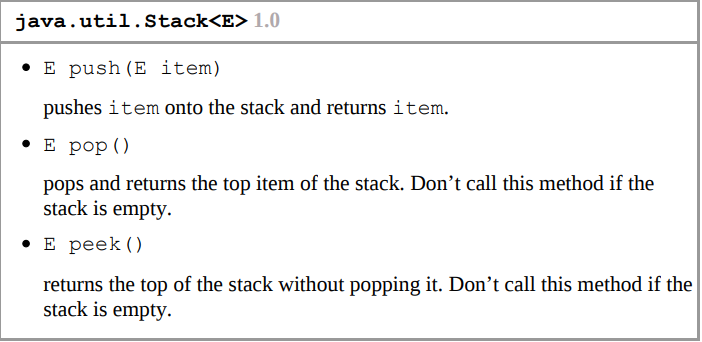 java.util.Stack<E> 1.0
• E push(E item)
pushes item onto the stack and returns item.
• E pop()
pops and returns the top item of the stack. Don’t call this method if the
stack is empty.
• E peek()
returns the top of the stack without popping it. Don’t call this method if the
stack is empty.